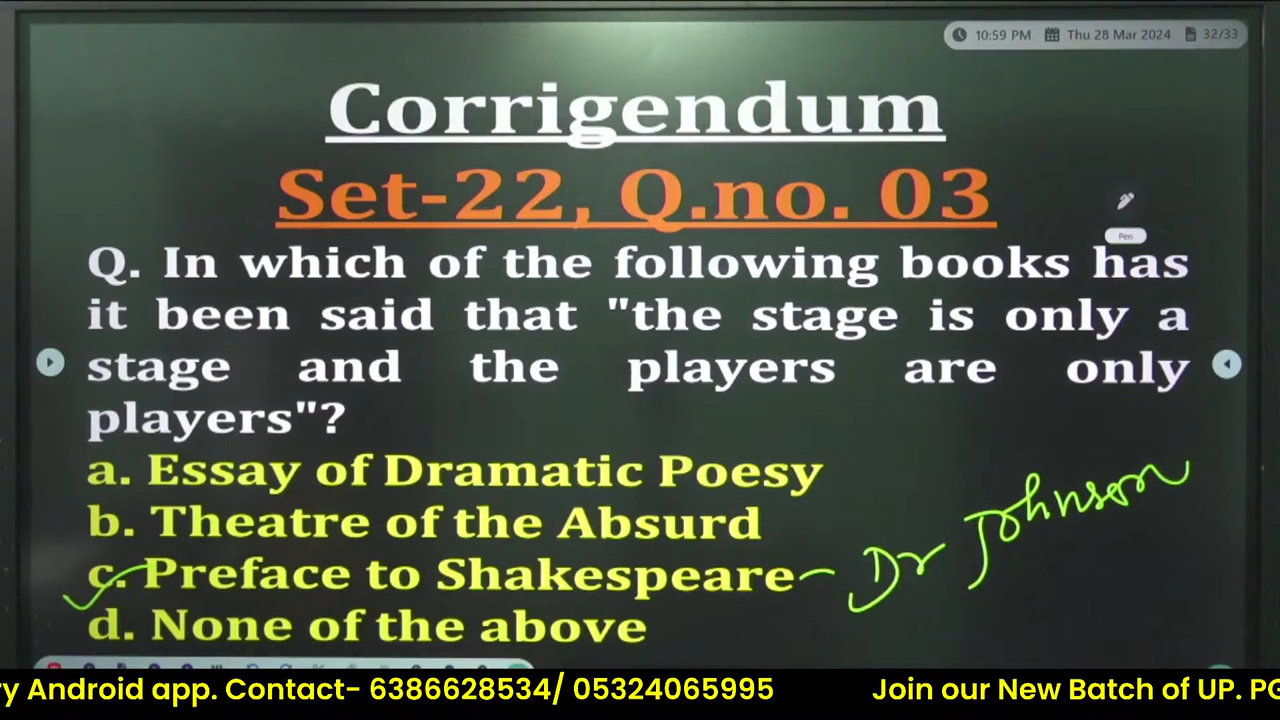 10:59 PM Thu 28 Mar 2024 32/33
Corrigendum
Set-22, Q.no. 03
Pen
Q. In which of the following books has
it been said that "the stage is only a
stage and the players are only
players"?
a. Essay of Dramatic Poesy
b. Theatre of the Absurd
c. Preface to Shakespeare - Dr Johnson
d. None of the above
ry Android app. Contact- 6386628534/ 05324065995 Join our New Batch of UP. PG